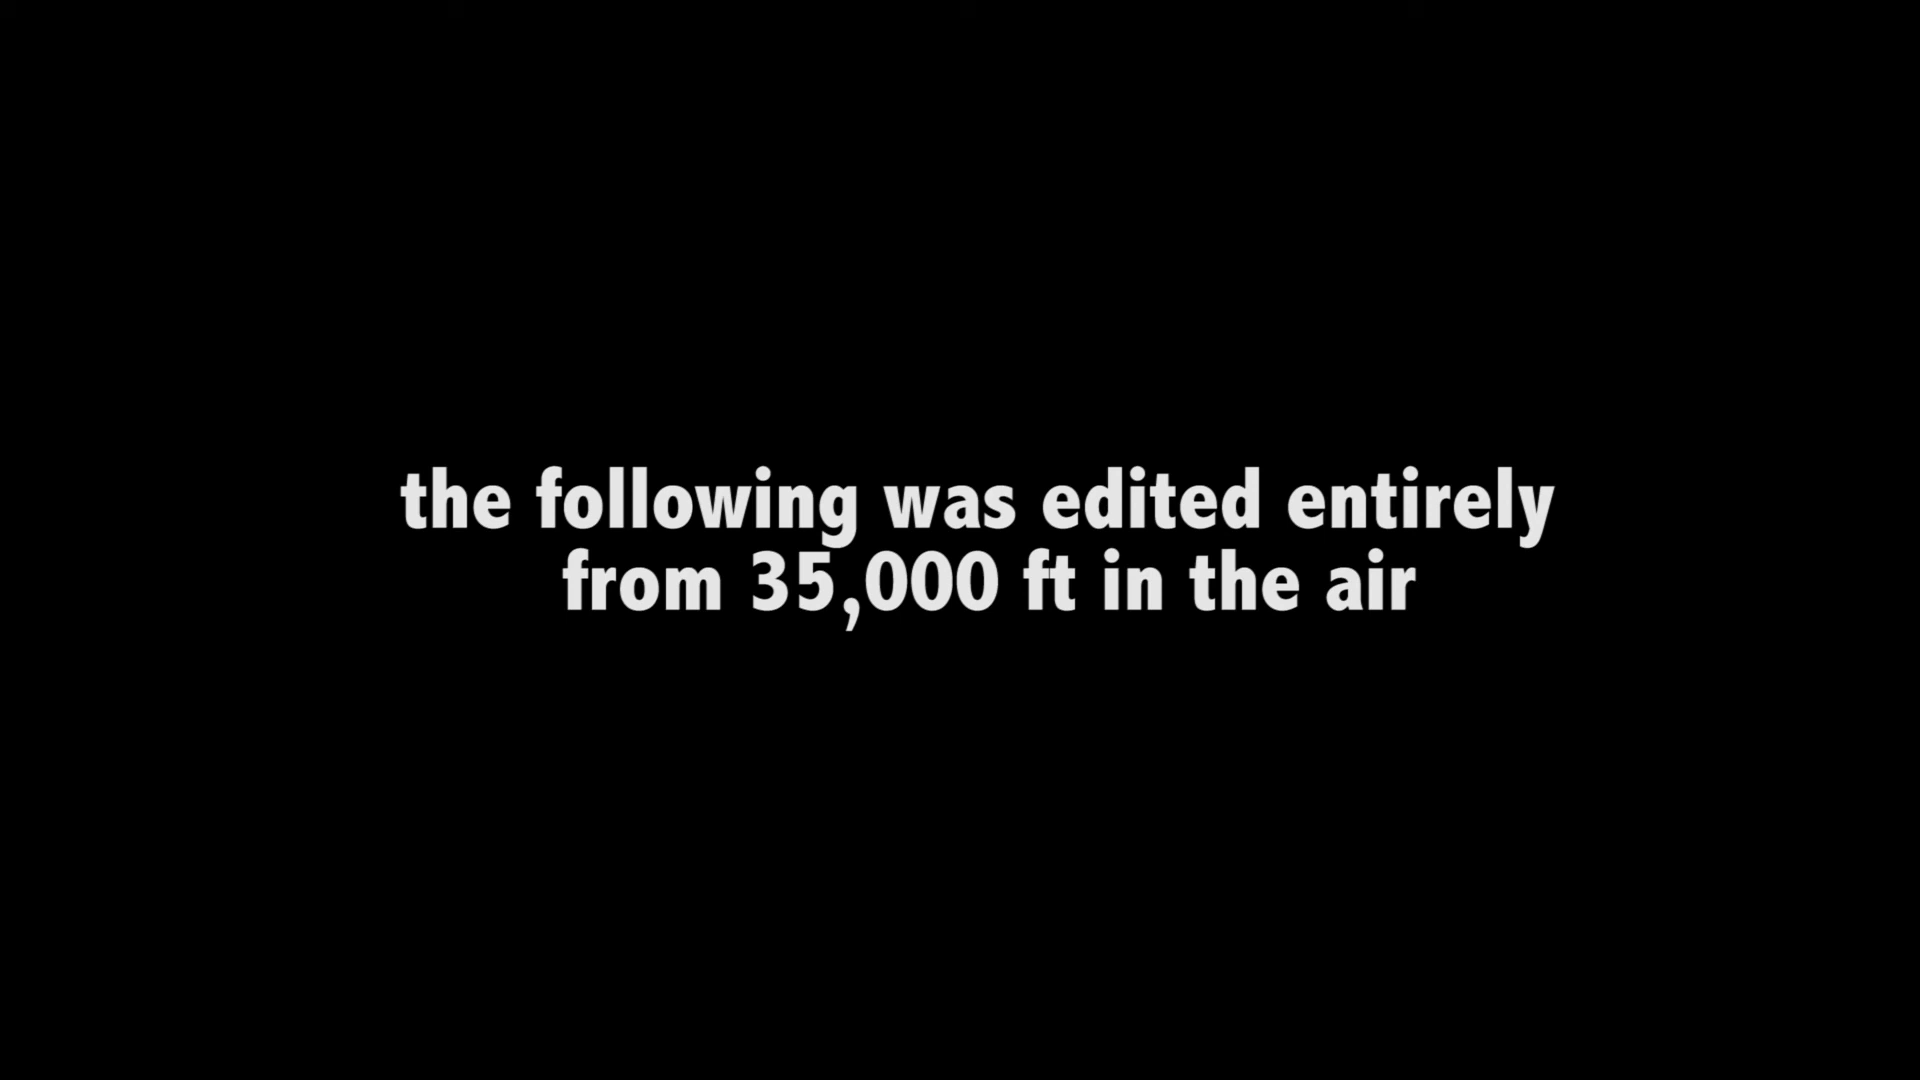 the following was edited entirely
from 35,000 ft in the air